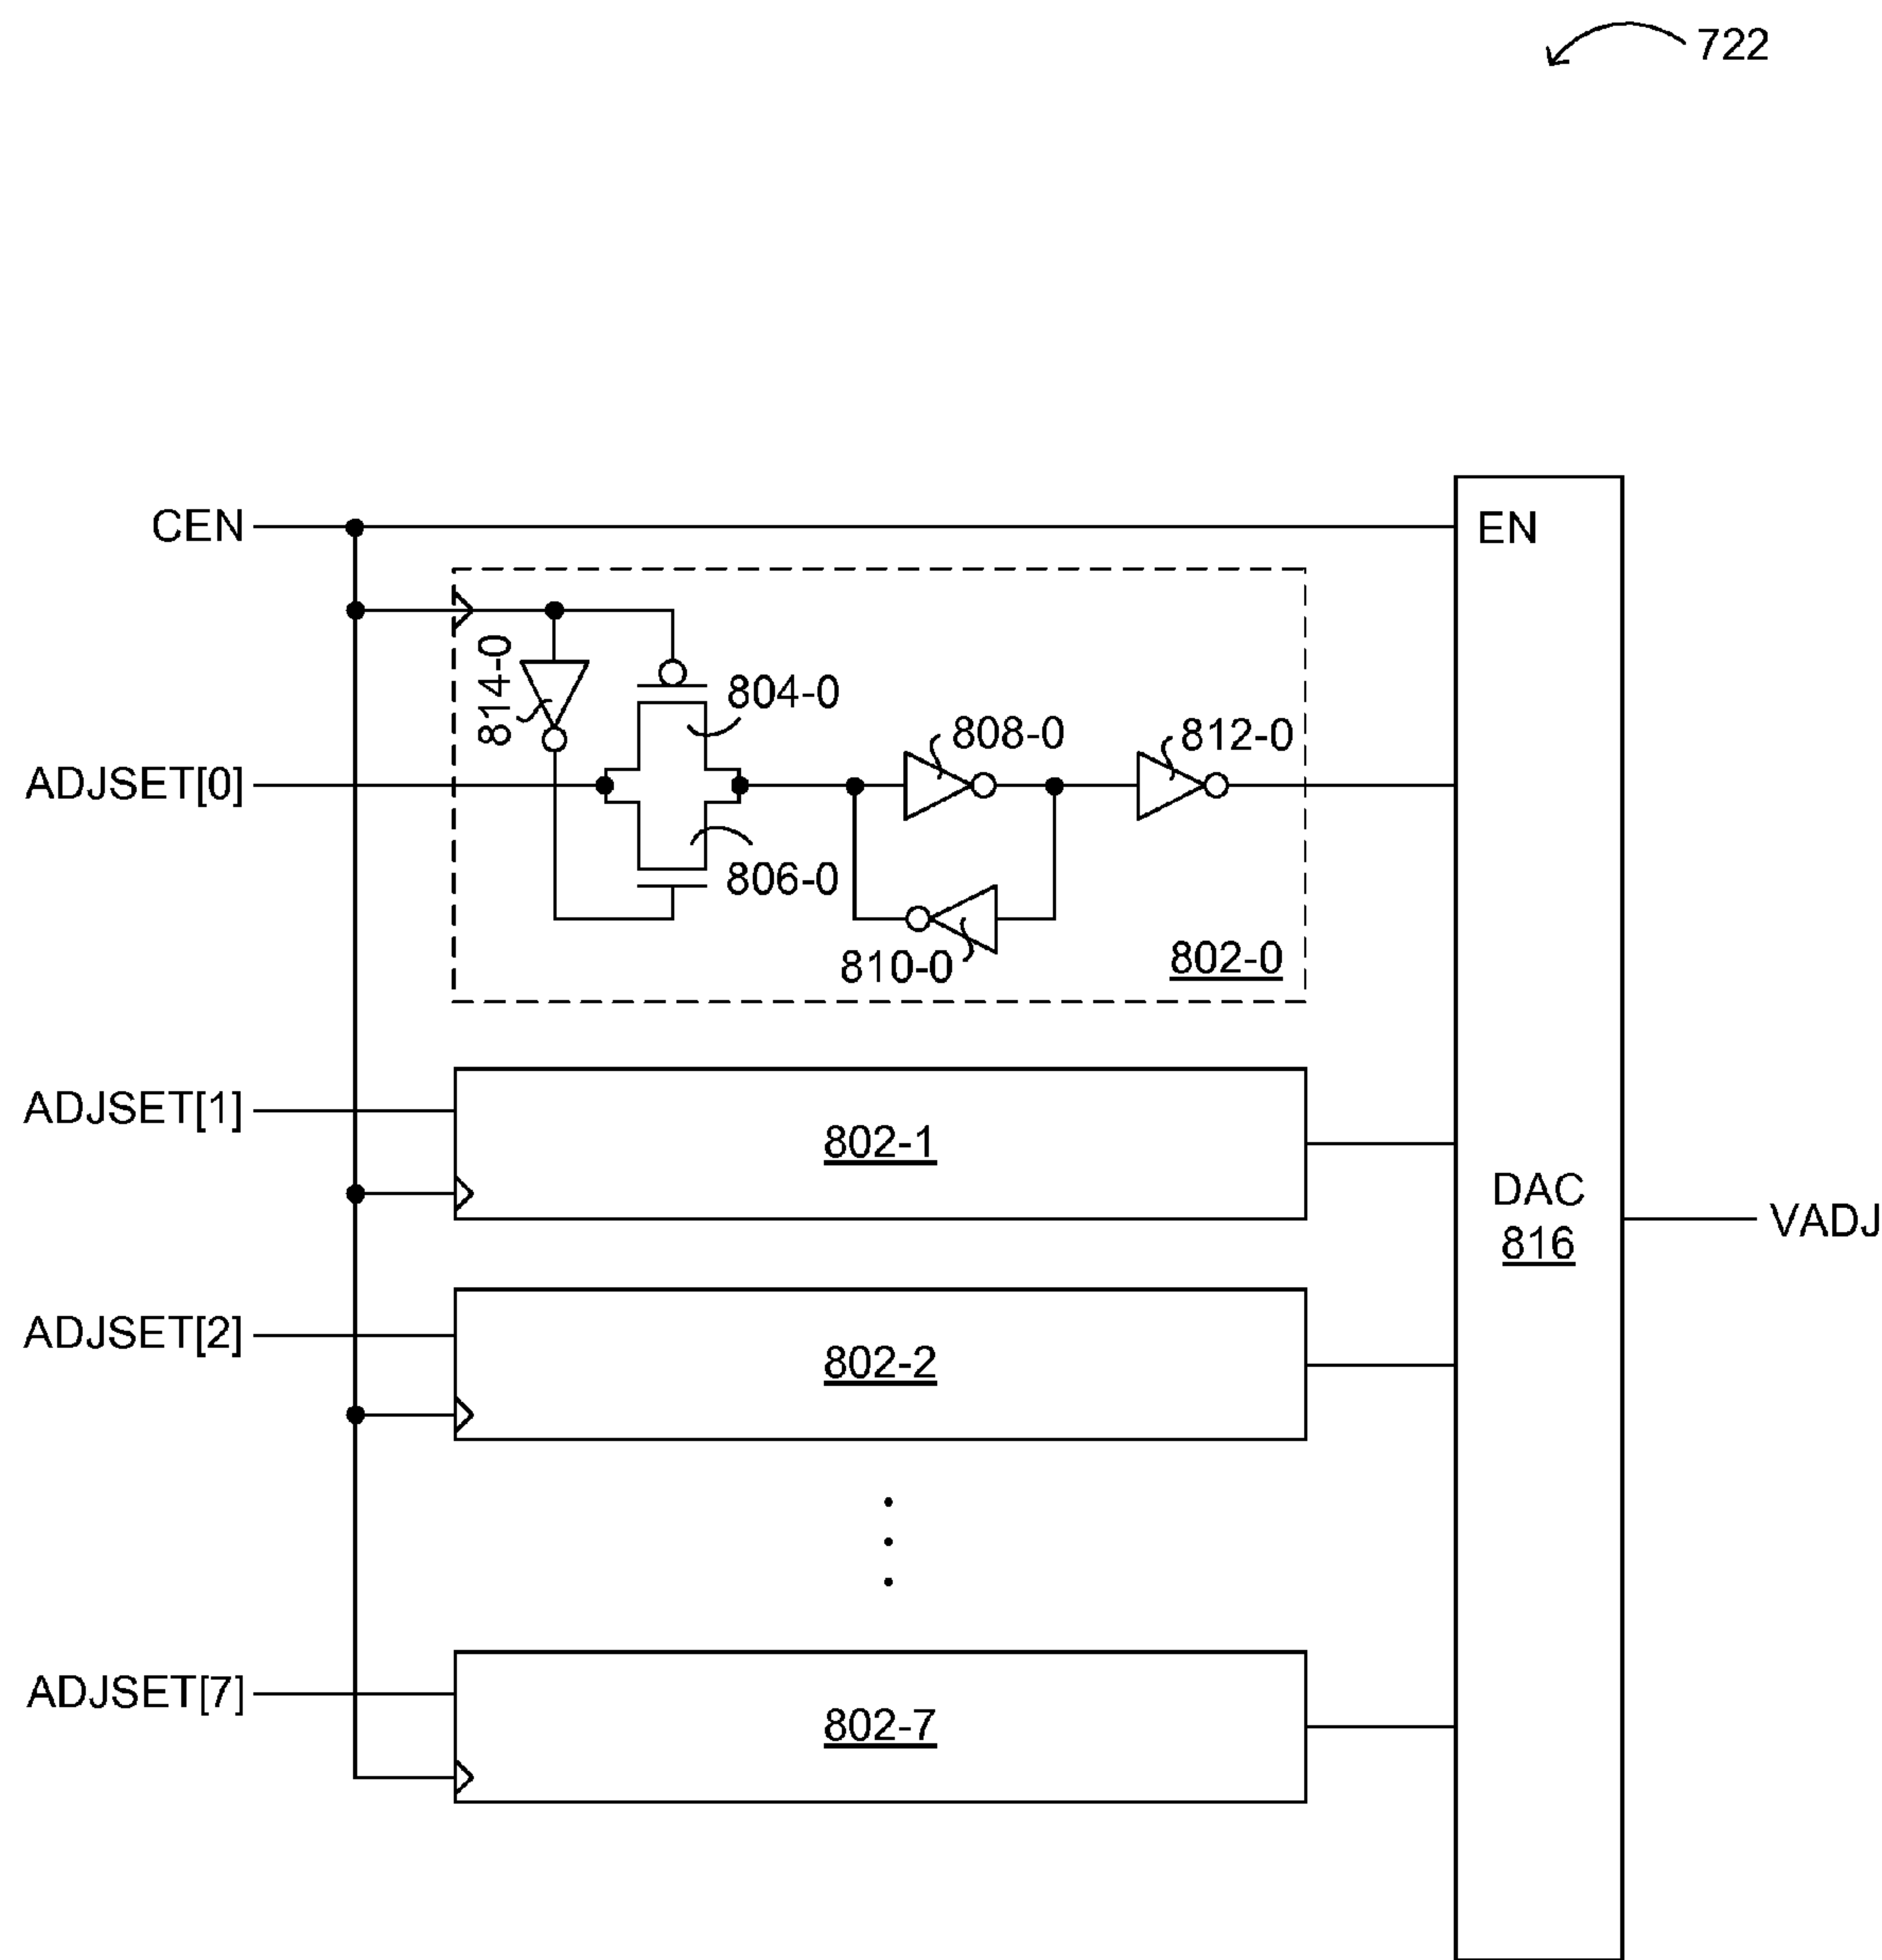 722
CEN
EN
814-0
804-0
808-0
812-0
ADJSET[0]
806-0
810-0
802-0
ADJSET[1]
802-1
DAC
816
VADJ
ADJSET[2]
802-2
ADJSET[7]
802-7